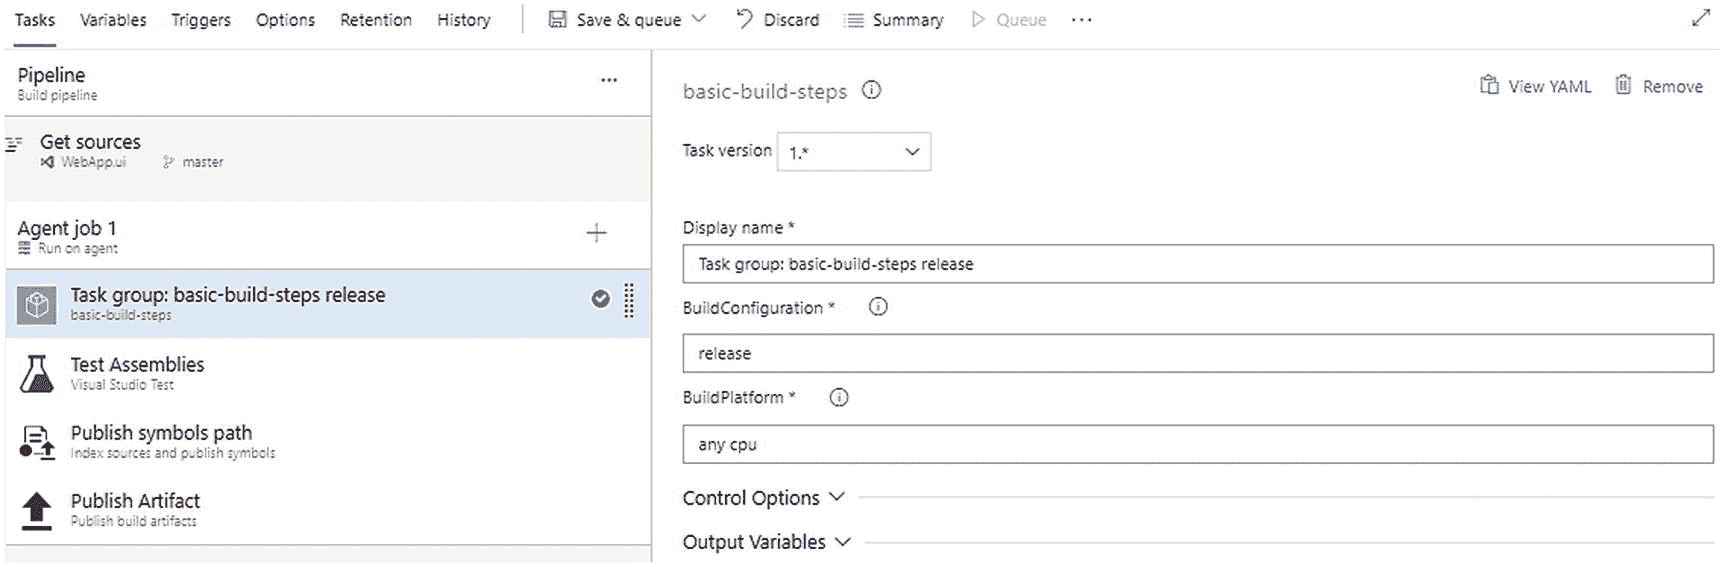 Tasks Variables Triggers Options Retention History Save & queue Discard Summary Queue ...
Pipeline
Build pipeline
...
Get sources
WebApp.ui master
Agent job 1
Run on agent
Task group: basic-build-steps release
basic-build-steps
Test Assemblies
Visual Studio Test
Publish symbols path
Index sources and publish symbols
Publish Artifact
Publish build artifacts
basic-build-steps
View YAML Remove
Task version 1.*
Display name *
Task group: basic-build-steps release
BuildConfiguration *
release
BuildPlatform *
any cpu
Control Options
Output Variables